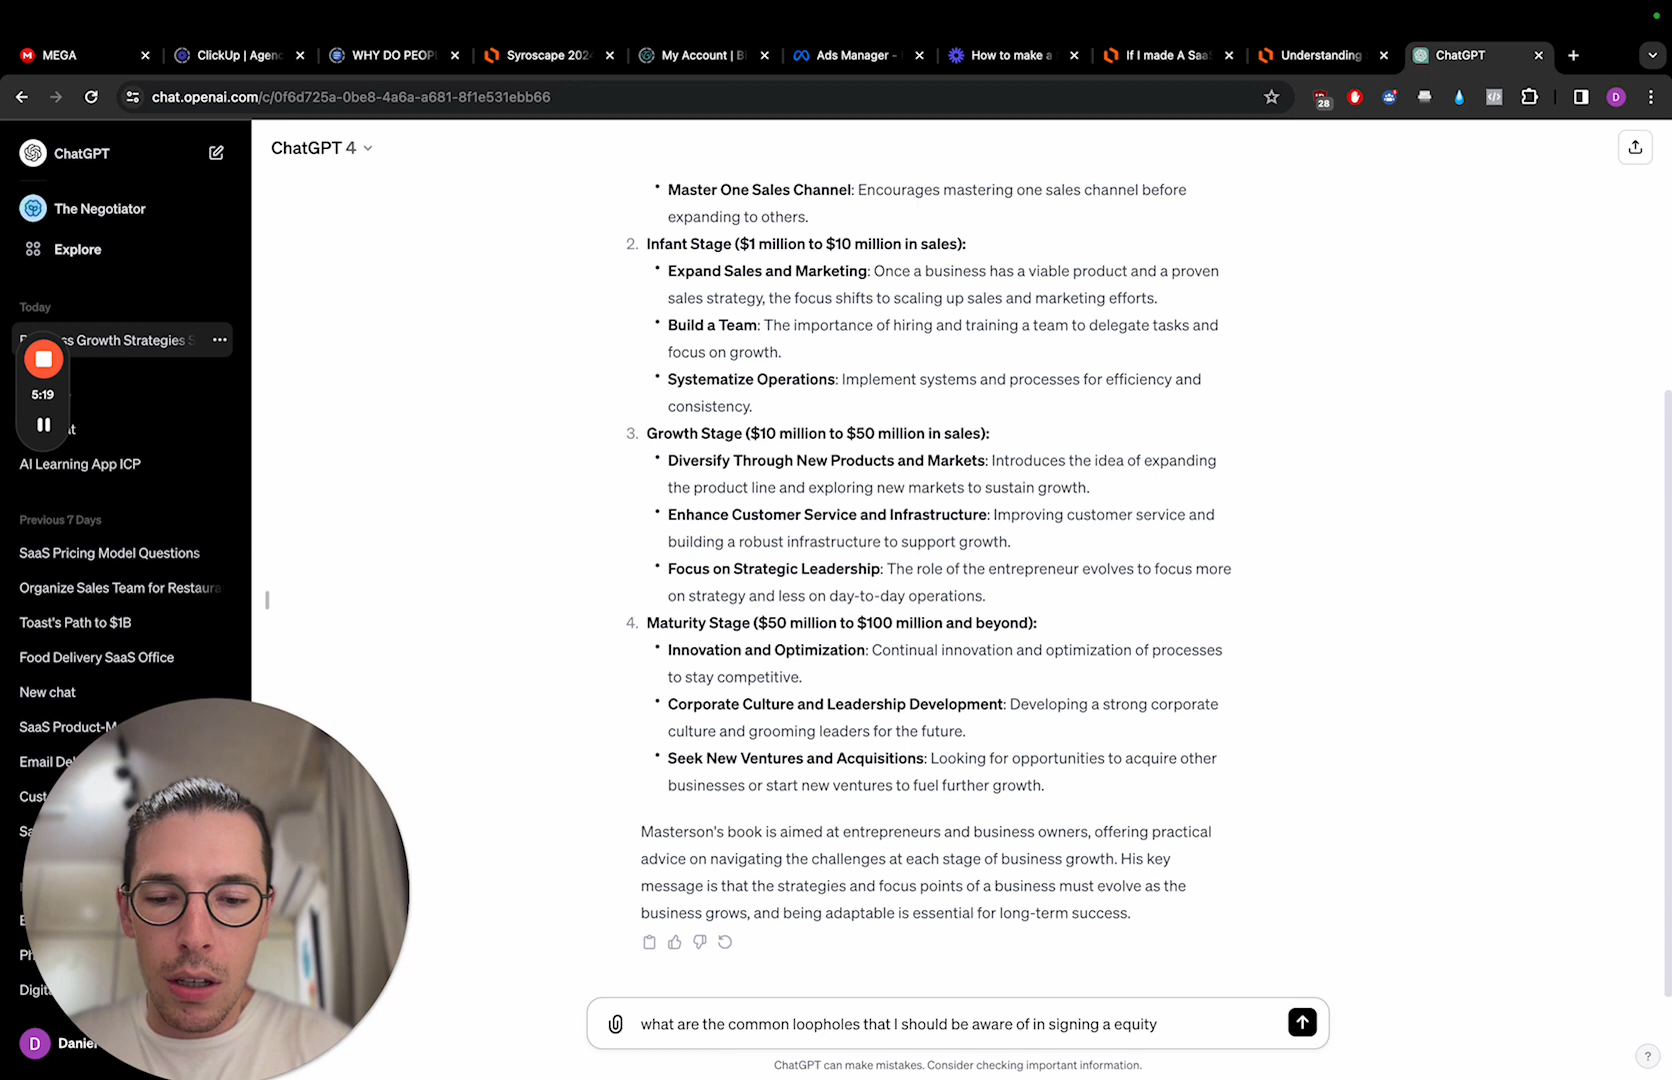 MEGA
ClickUp | Agenc
WHY DO PEOPL
Syroscape 202
My Account | B
Ads Manager -
How to make a
If I made A SaaS
Understanding
ChatGPT
chat.openai.com/c/0f6d725a-0be8-4a6a-a681-8f1e531ebb66
28
D
ChatGPT
The Negotiator
Explore
Today
ss Growth Strategies S
5:19
AI Learning App ICP
Previous 7 Days
SaaS Pricing Model Questions
Organize Sales Team for Restaura
Toast's Path to $1B
Food Delivery SaaS Office
New chat
SaaS Product-M
Email De
Cust
Sa
Ph
Digit
D
Daniel
ChatGPT 4
• Master One Sales Channel: Encourages mastering one sales channel before
expanding to others.
2. Infant Stage ($1 million to $10 million in sales):
• Expand Sales and Marketing: Once a business has a viable product and a proven
sales strategy, the focus shifts to scaling up sales and marketing efforts.
• Build a Team: The importance of hiring and training a team to delegate tasks and
focus on growth.
• Systematize Operations: Implement systems and processes for efficiency and
consistency.
3. Growth Stage ($10 million to $50 million in sales):
• Diversify Through New Products and Markets: Introduces the idea of expanding
the product line and exploring new markets to sustain growth.
• Enhance Customer Service and Infrastructure: Improving customer service and
building a robust infrastructure to support growth.
• Focus on Strategic Leadership: The role of the entrepreneur evolves to focus more
on strategy and less on day-to-day operations.
4. Maturity Stage ($50 million to $100 million and beyond):
• Innovation and Optimization: Continual innovation and optimization of processes
to stay competitive.
• Corporate Culture and Leadership Development: Developing a strong corporate
culture and grooming leaders for the future.
• Seek New Ventures and Acquisitions: Looking for opportunities to acquire other
businesses or start new ventures to fuel further growth.
Masterson's book is aimed at entrepreneurs and business owners, offering practical
advice on navigating the challenges at each stage of business growth. His key
message is that the strategies and focus points of a business must evolve as the
business grows, and being adaptable is essential for long-term success.
what are the common loopholes that I should be aware of in signing a equity
ChatGPT can make mistakes. Consider checking important information.
?